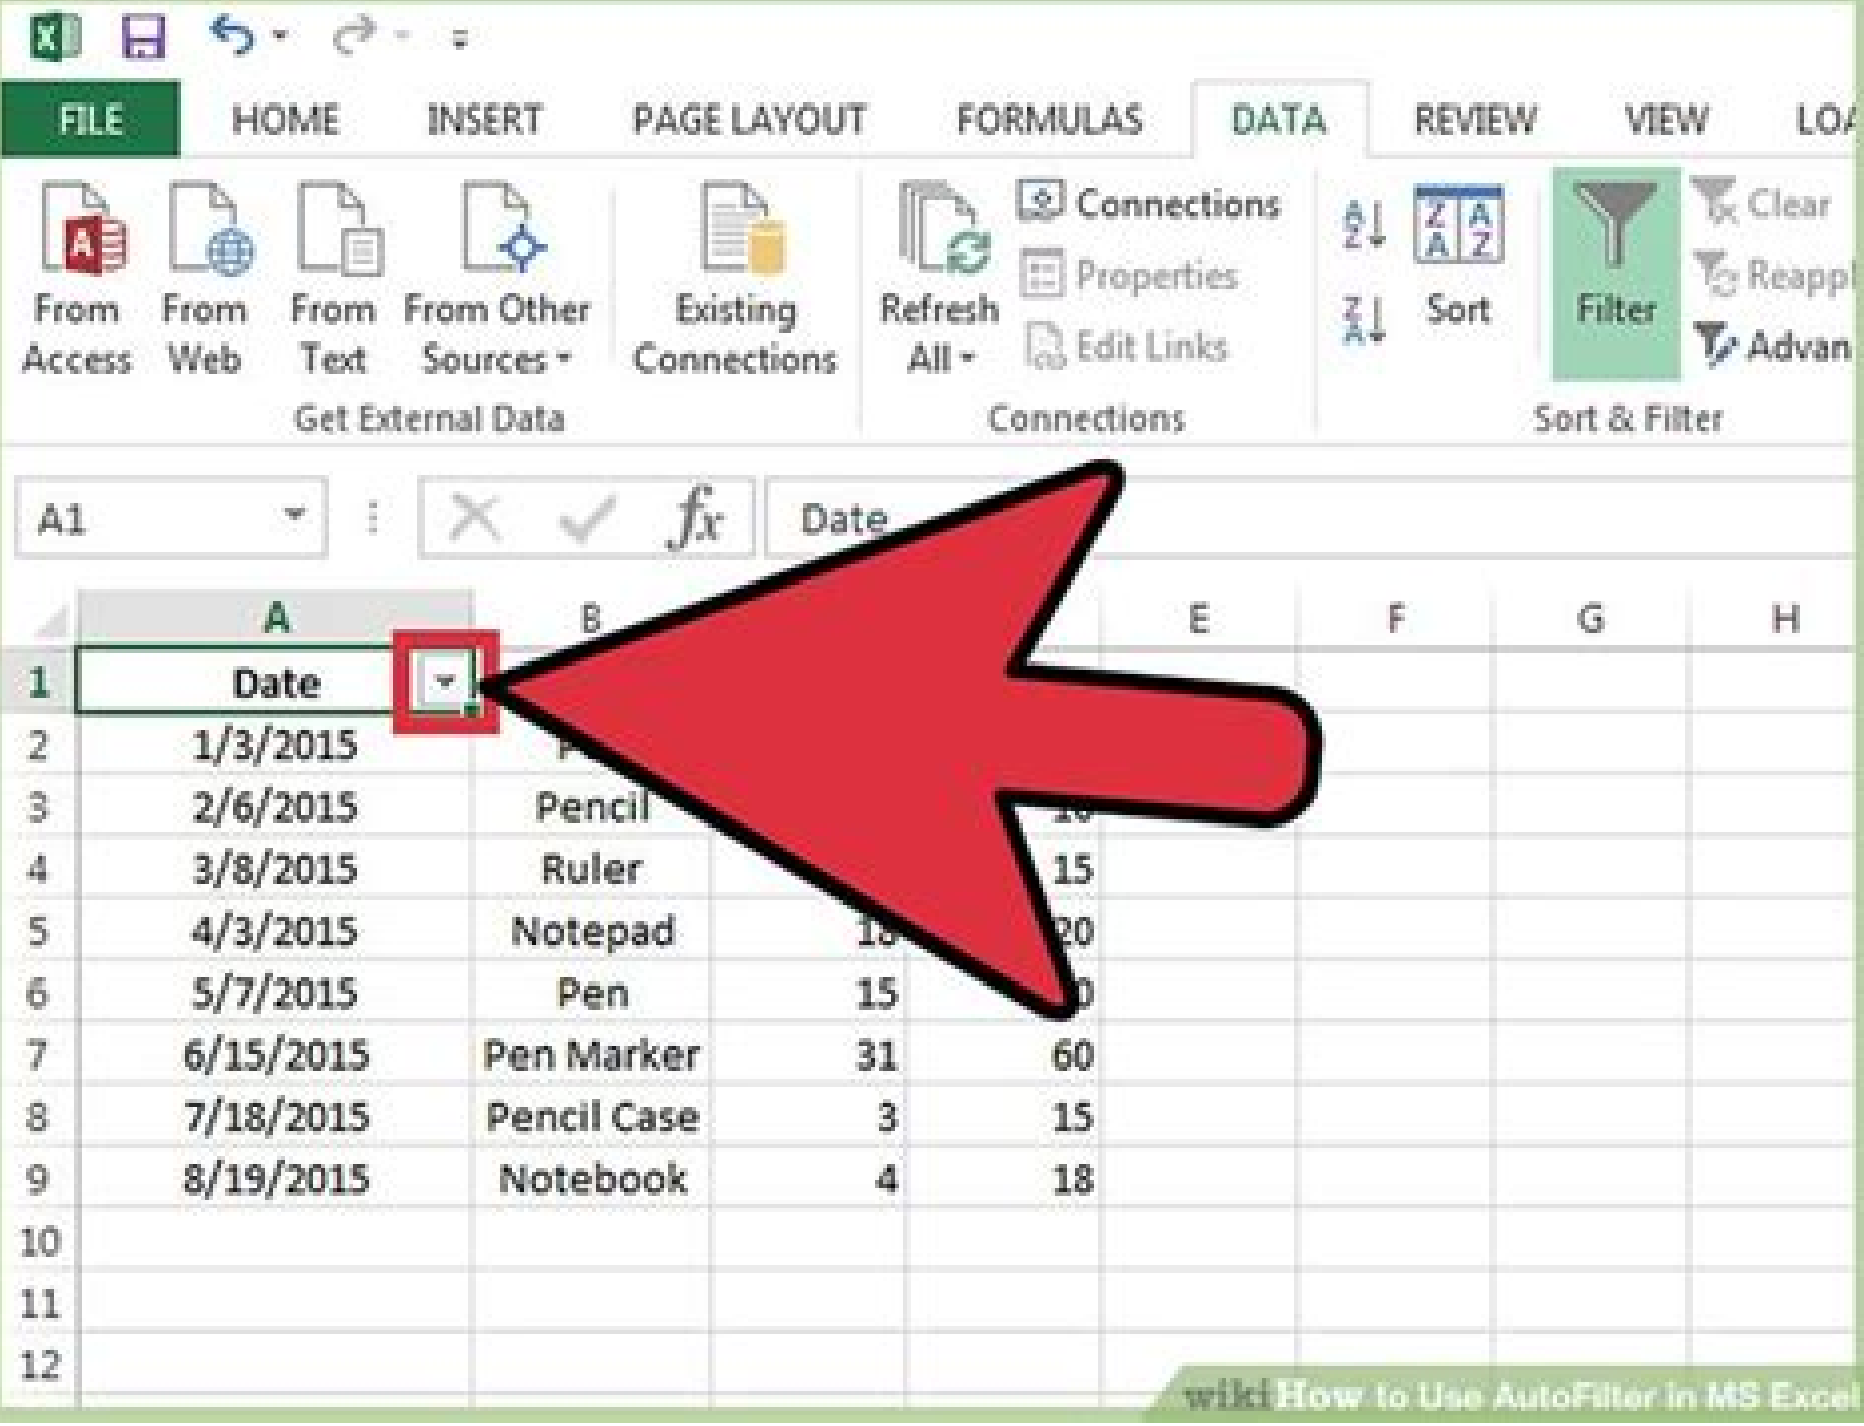 FILE HOME INSERT PAGE LAYOUT FORMULAS DATA REVIEW VIEW
From Access From Web From Text From Other Sources Existing Connections Refresh All Connections Properties Edit Links Sort Filter Clear
Get External Data Connections Sort & Filter
A1 fx Date
A B E F G H
1 Date
2 1/3/2015
3 2/6/2015 Pencil
4 3/8/2015 Ruler 15
5 4/3/2015 Notepad
6 5/7/2015 Pen 15
7 6/15/2015 Pen Marker 31 60
8 7/18/2015 Pencil Case 3 15
9 8/19/2015 Notebook 4 18
10
11
12
wikiHow to Use AutoFilter in MS Excel